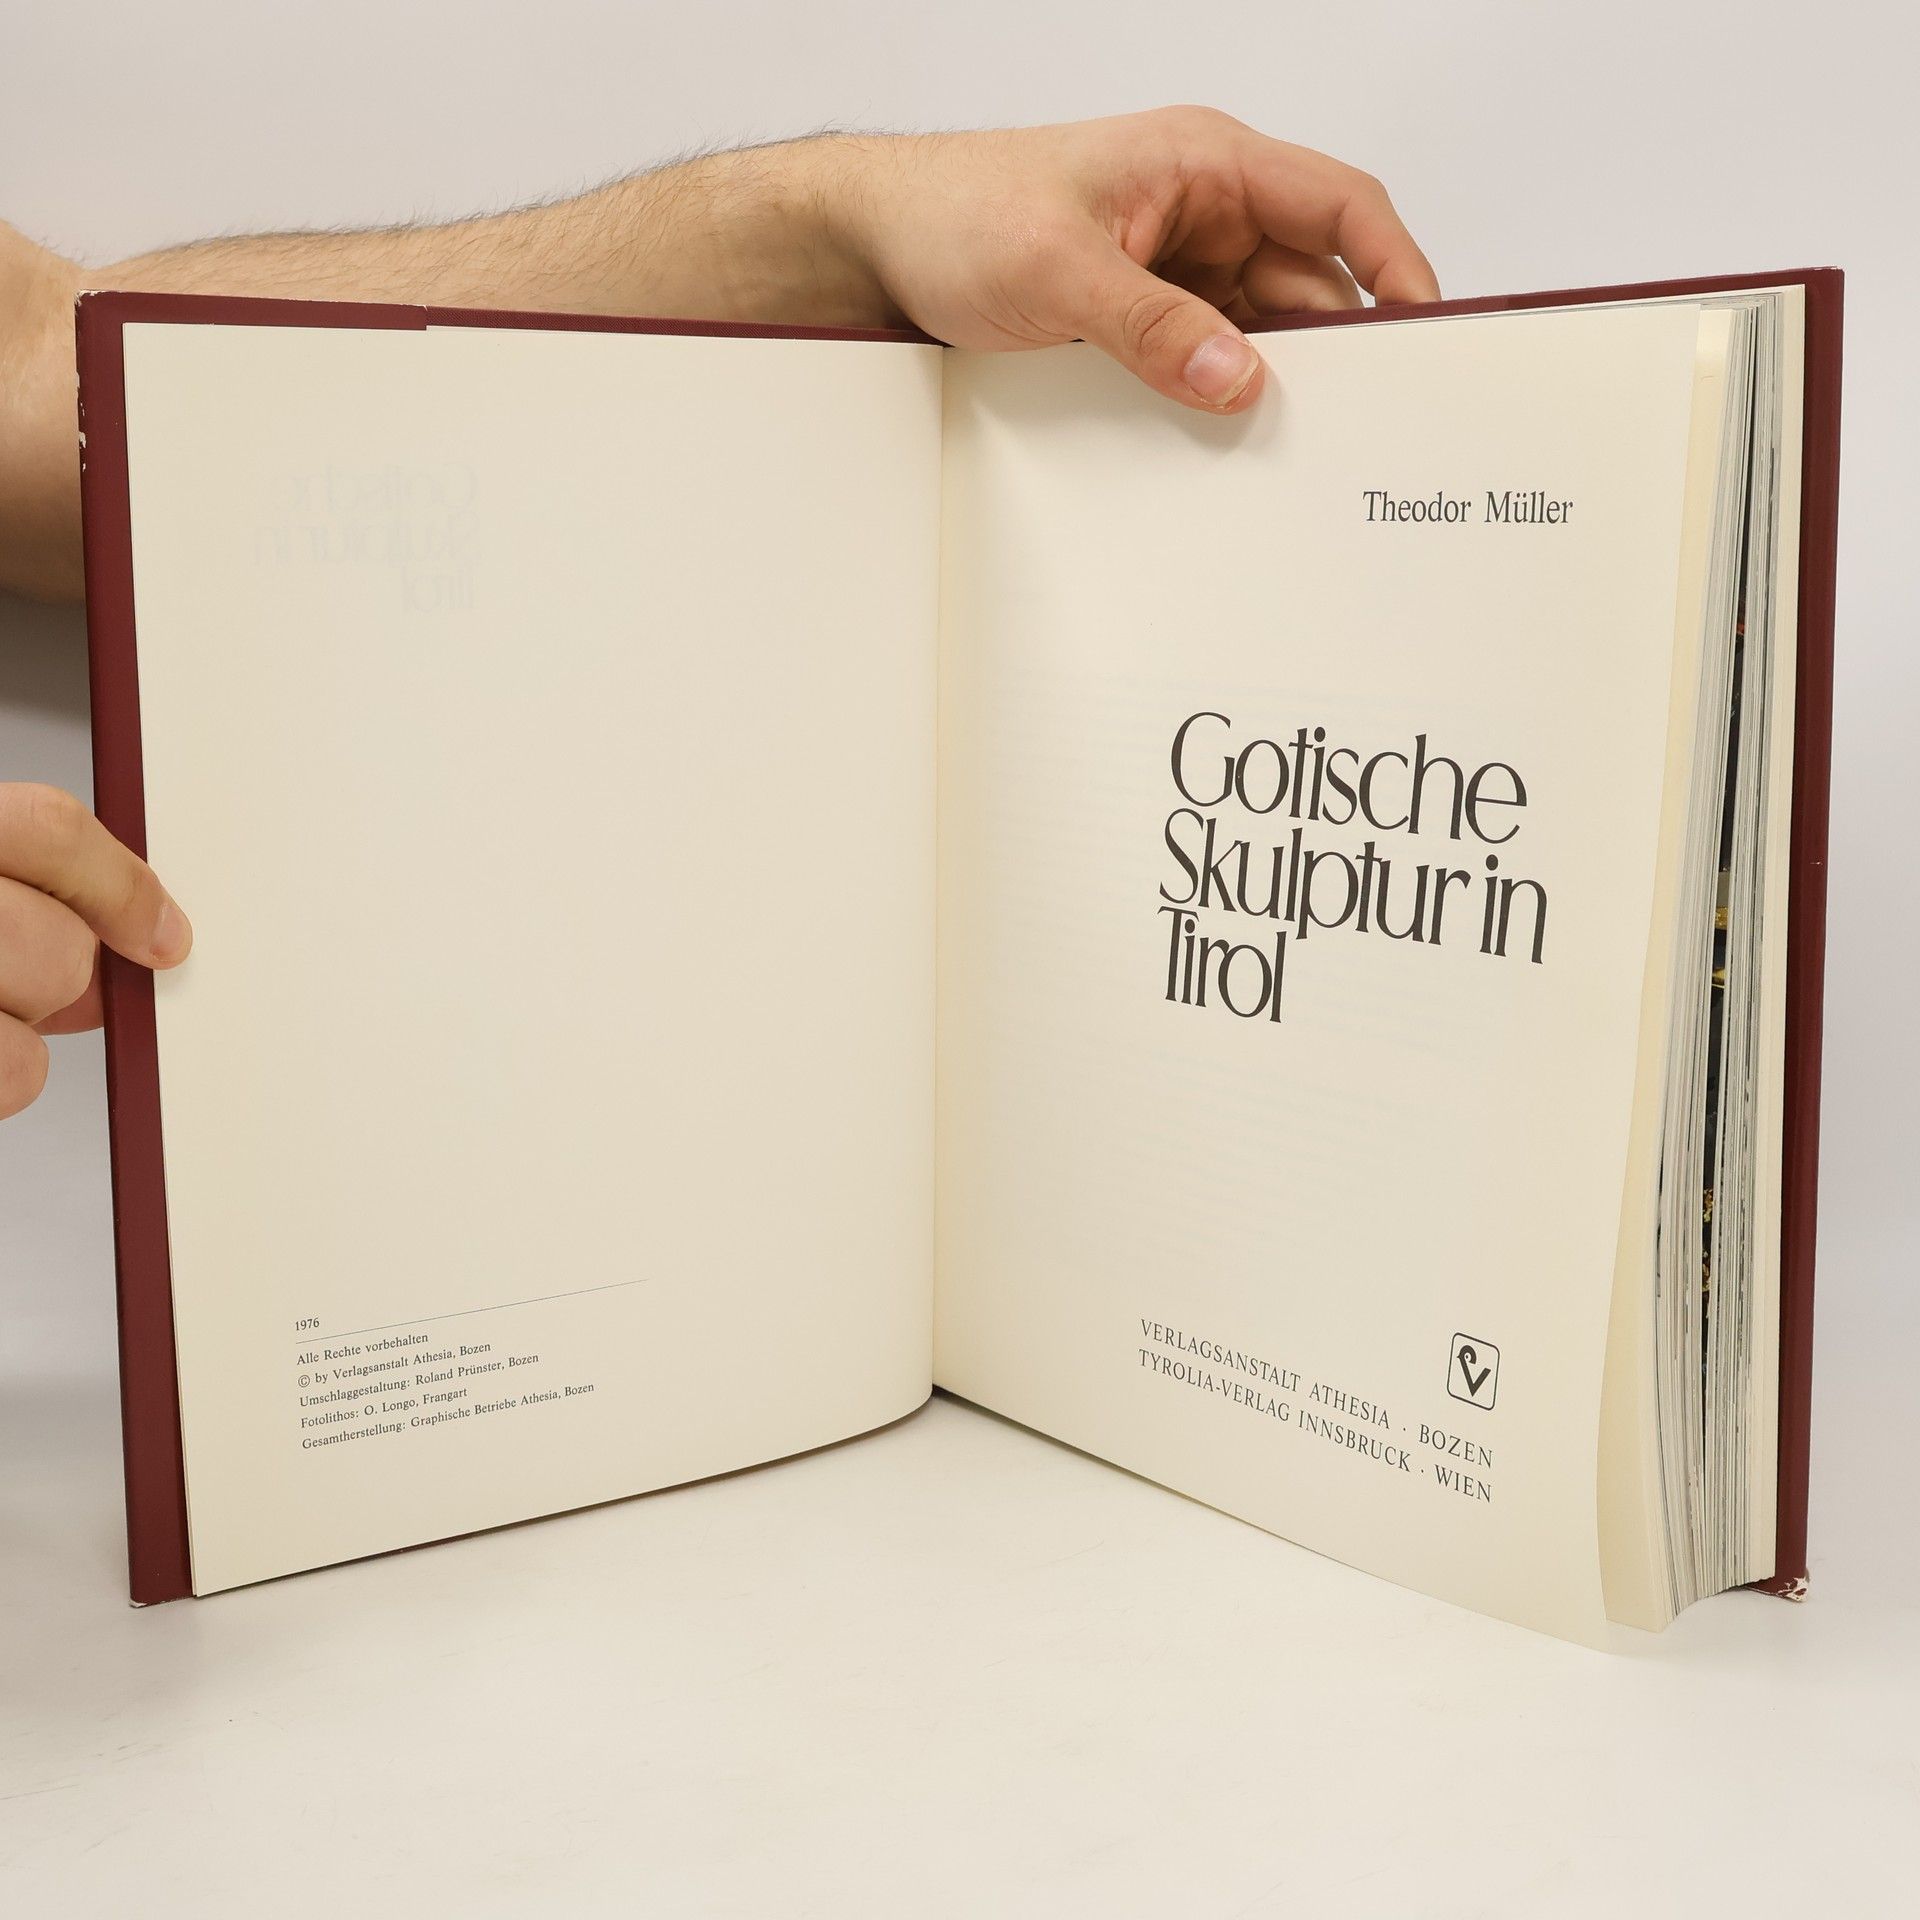 1976
Alle Rechte vorbehalten
© by Verlagsanstalt Athesia, Bozen
Umschlaggestaltung: Roland Prünster, Bozen
Fotolithos: O. Longo, Frangart
Gesamtherstellung: Graphische Betriebe Athesia, Bozen
Theodor Müller
Gotische
Skulptur in
Tirol
VERLAGSANSTALT ATHESIA · BOZEN
TYROLIA-VERLAG INNSBRUCK · WIEN